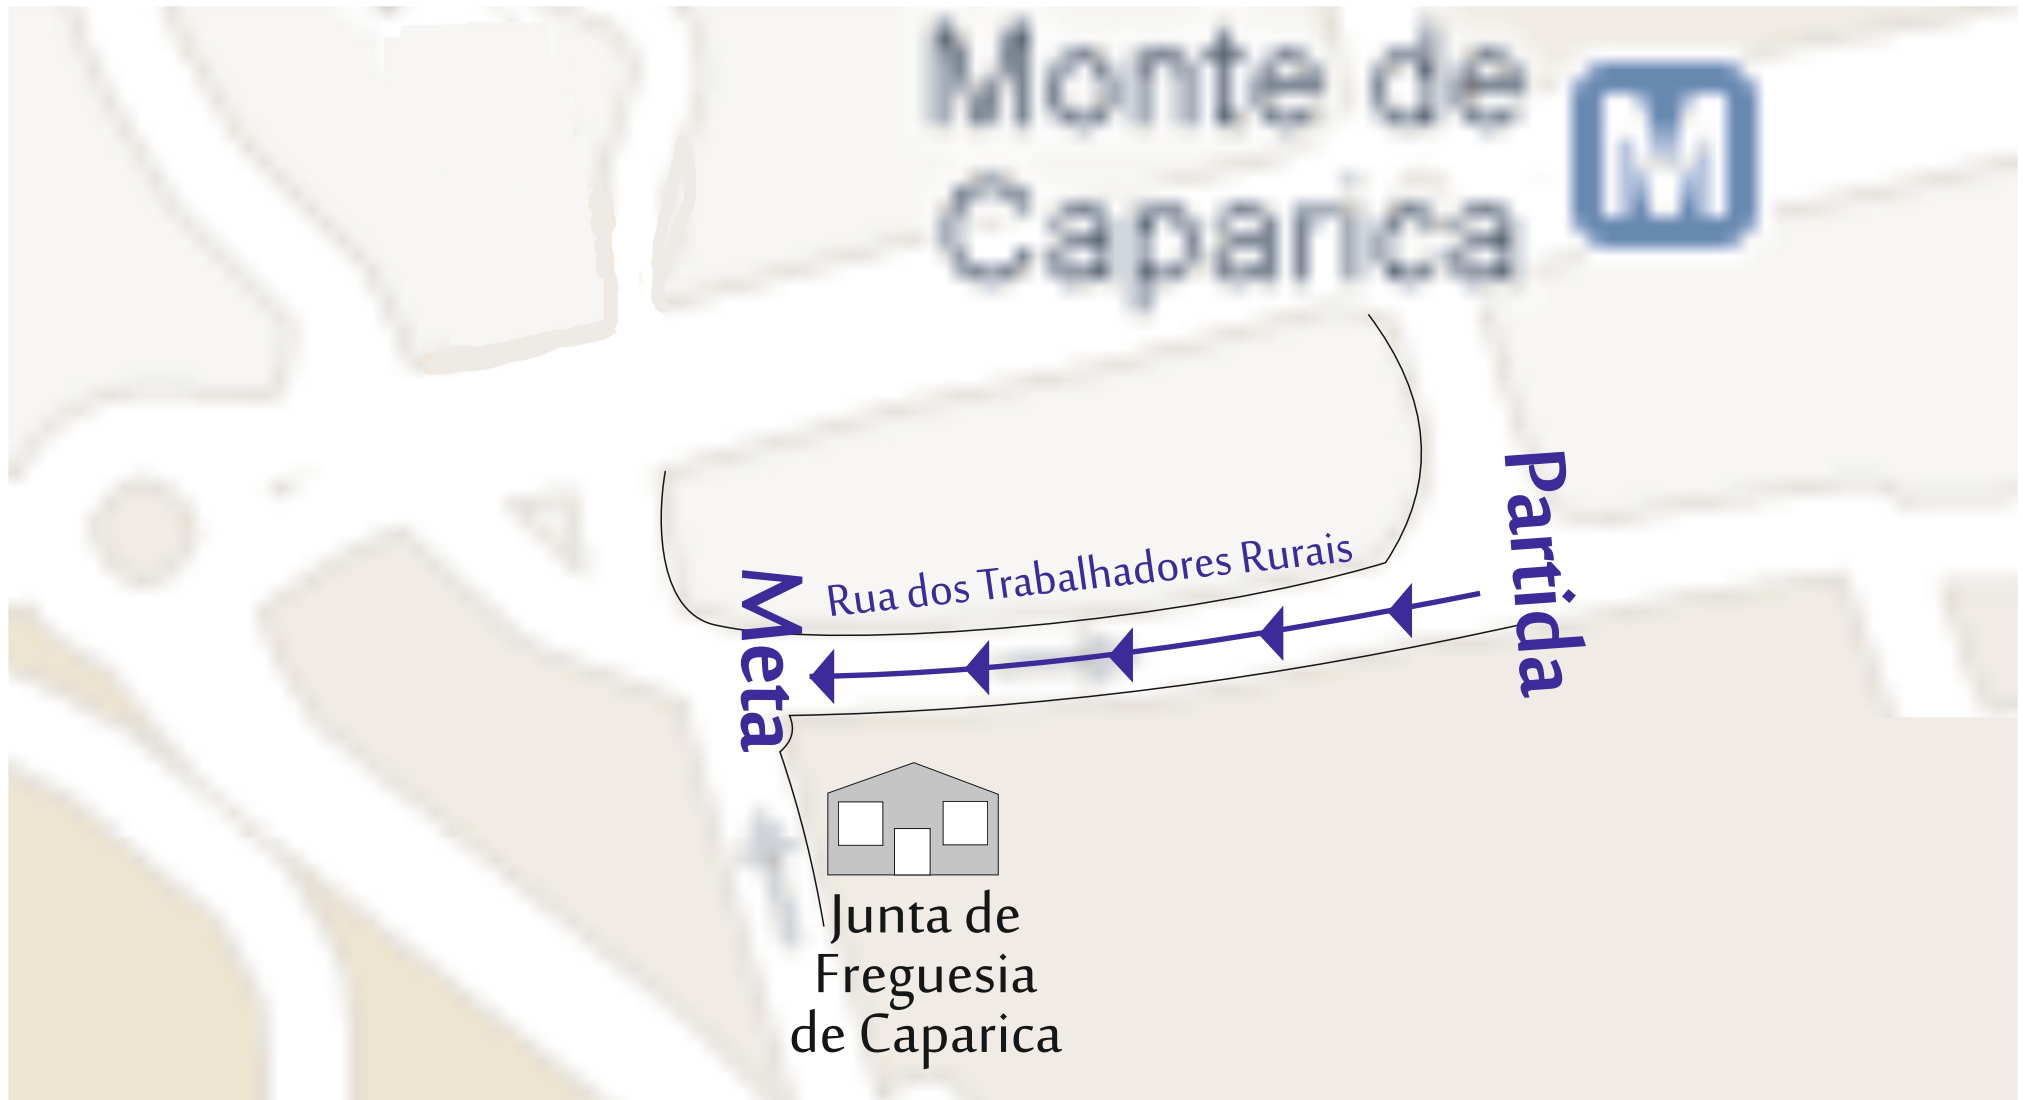 Monte de
Caparica
M
Partida
Rua dos Trabalhadores Rurais
Meta
Junta de
Freguesia
de Caparica